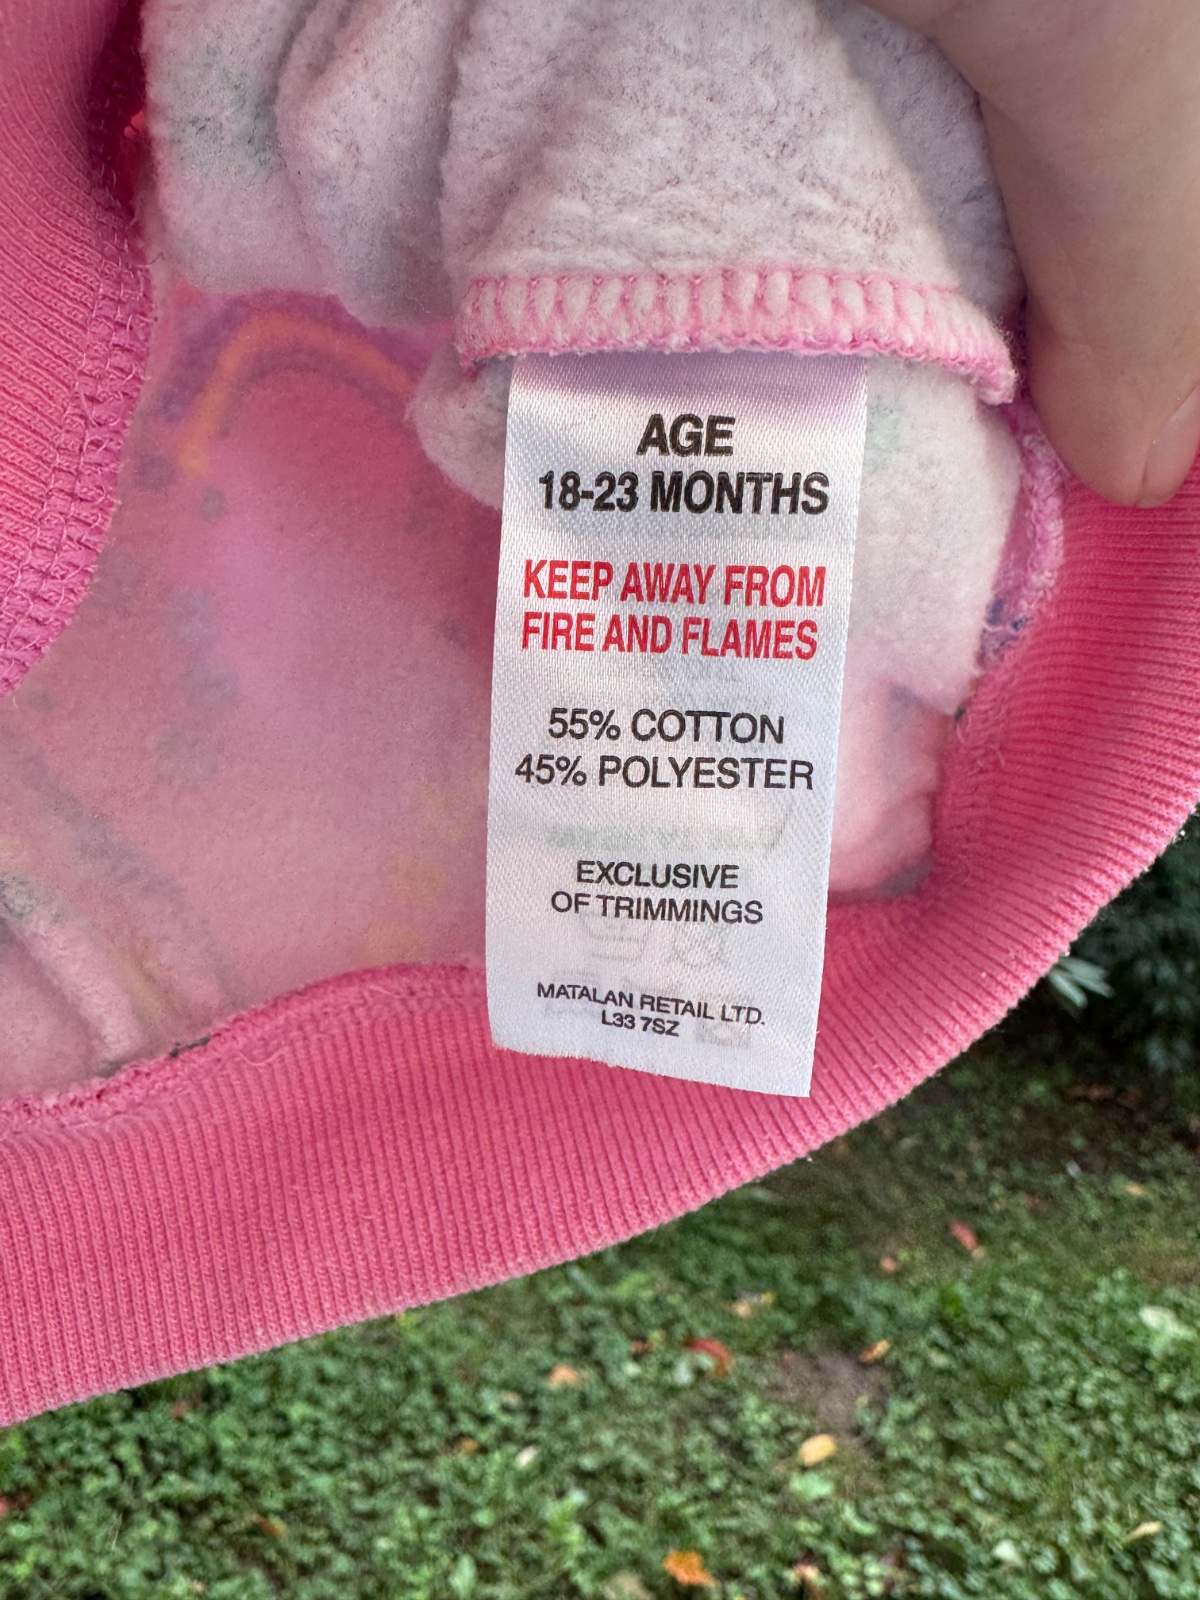 AGE
18-23 MONTHS
KEEP AWAY FROM
FIRE AND FLAMES
55% COTTON
45% POLYESTER
EXCLUSIVE
OF TRIMMINGS
MATALAN RETAIL LTD.
L33 7SZ